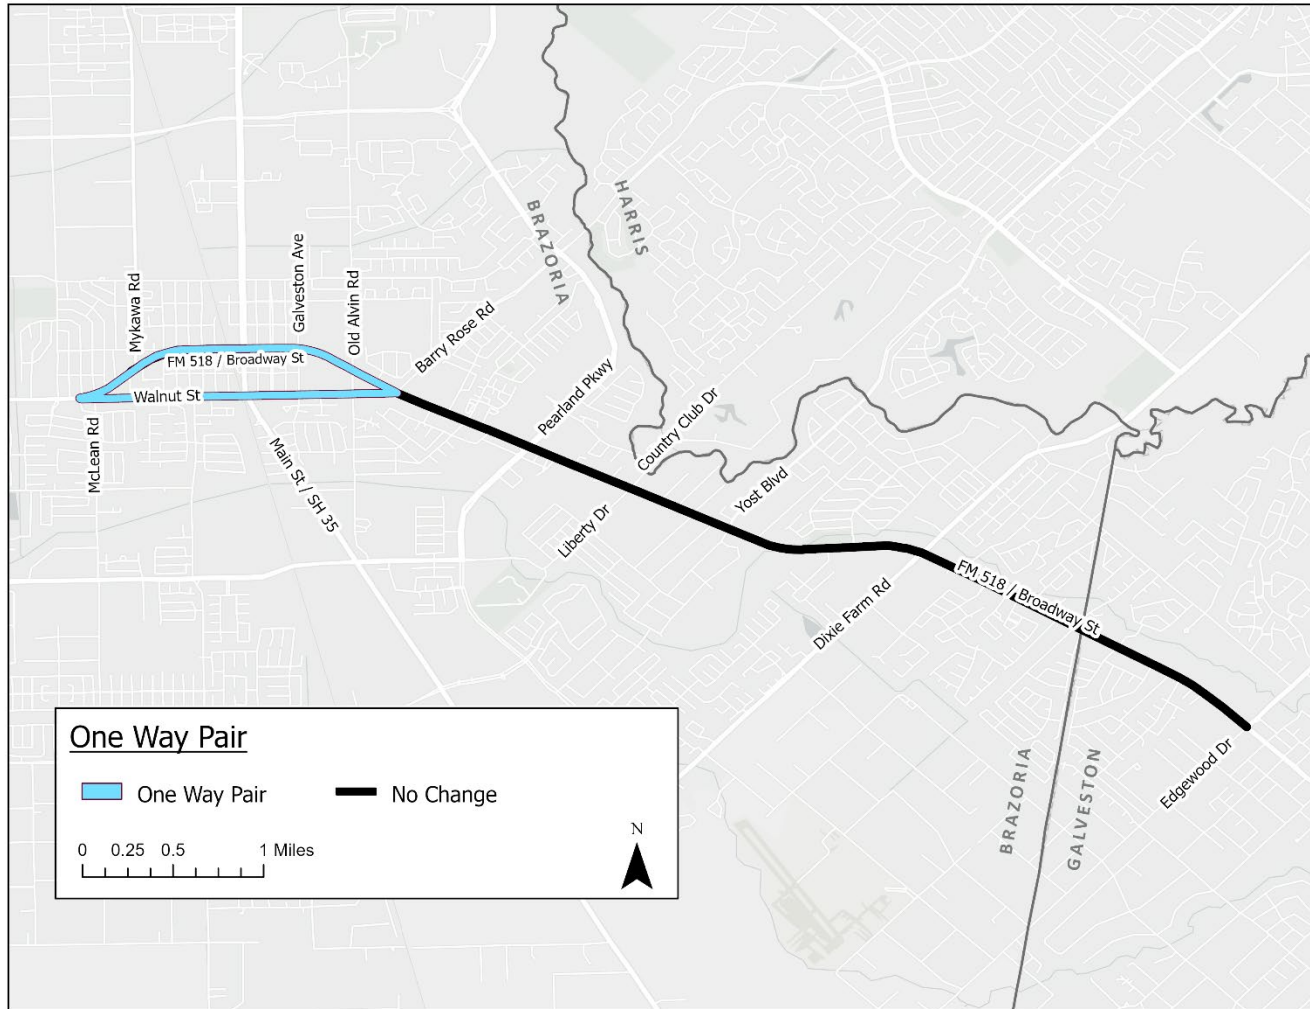 HARRIS
BRAZORIA
Galveston Ave
Mykawa Rd
Old Alvin Rd
Barry Rose Rd
FM 518 / Broadway St
Walnut St
Pearland Pkwy
Country Club Dr
McLean Rd
Main St / SH 35
Yost Blvd
Liberty Dr
Dixie Farm Rd
FM 518 / Broadway St
Edgewood Dr
BRAZORIA
GALVESTON
One Way Pair
One Way Pair
No Change
0 0.25 0.5 1 Miles
N